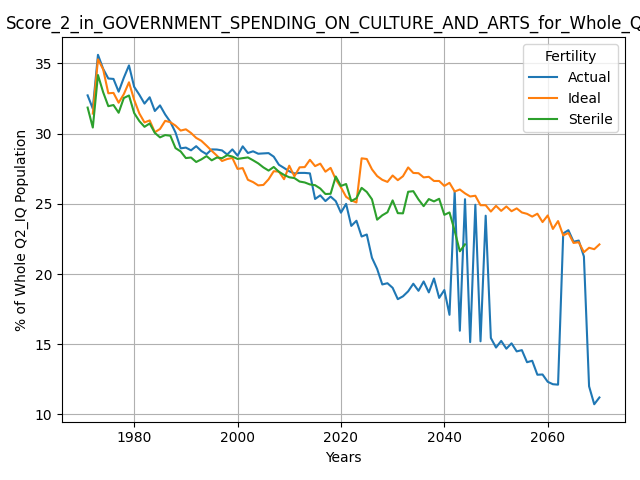 Score_2_in_GOVERNMENT_SPENDING_ON_CULTURE_AND_ARTS_for_Whole_Q
Fertility
Actual
Ideal
Sterile
% of Whole Q2_IQ Population
35
30
25
20
15
10
1980 2000 2020 2040 2060
Years